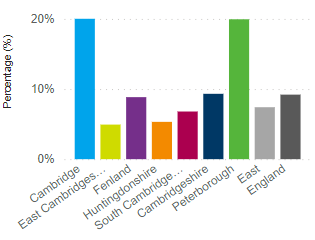 Percentage (%)
20%
10%
0%
Cambridge
East Cambridges...
Fenland
Huntingdonshire
South Cambridge...
Cambridgeshire
Peterborough
East
England